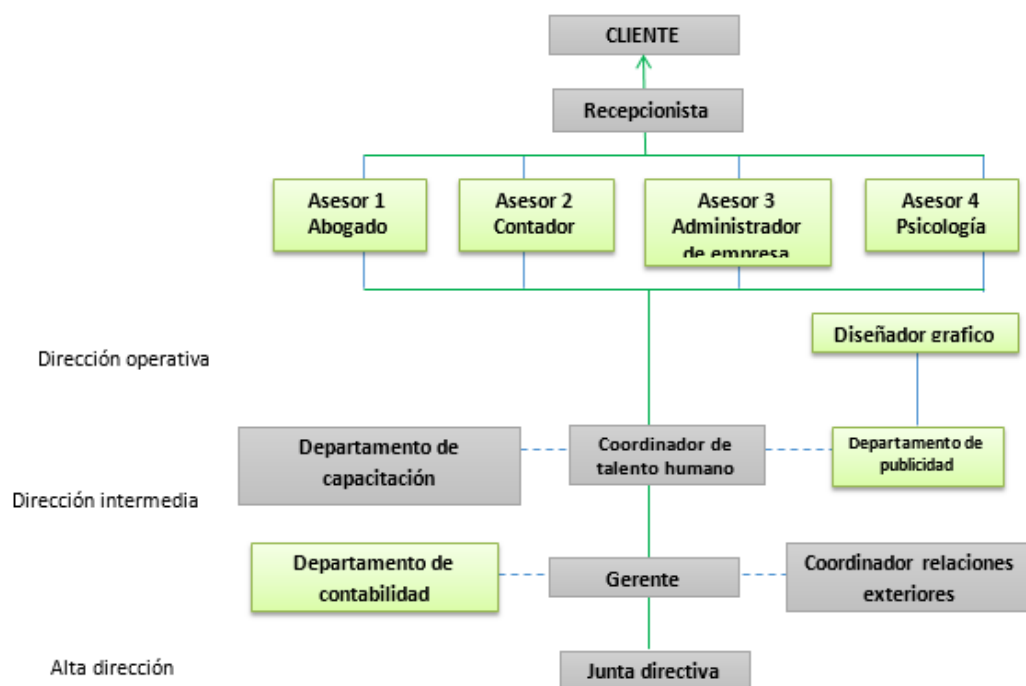 CLIENTE
Recepcionista
Asesor 1
Abogado
Asesor 2
Contador
Asesor 3
Administrador
de empresa
Asesor 4
Psicología
Diseñador grafico
Dirección operativa
Departamento de
capacitación
Coordinador de
talento humano
Departamento de
publicidad
Dirección intermedia
Departamento de
contabilidad
Gerente
Coordinador relaciones
exteriores
Alta dirección
Junta directiva